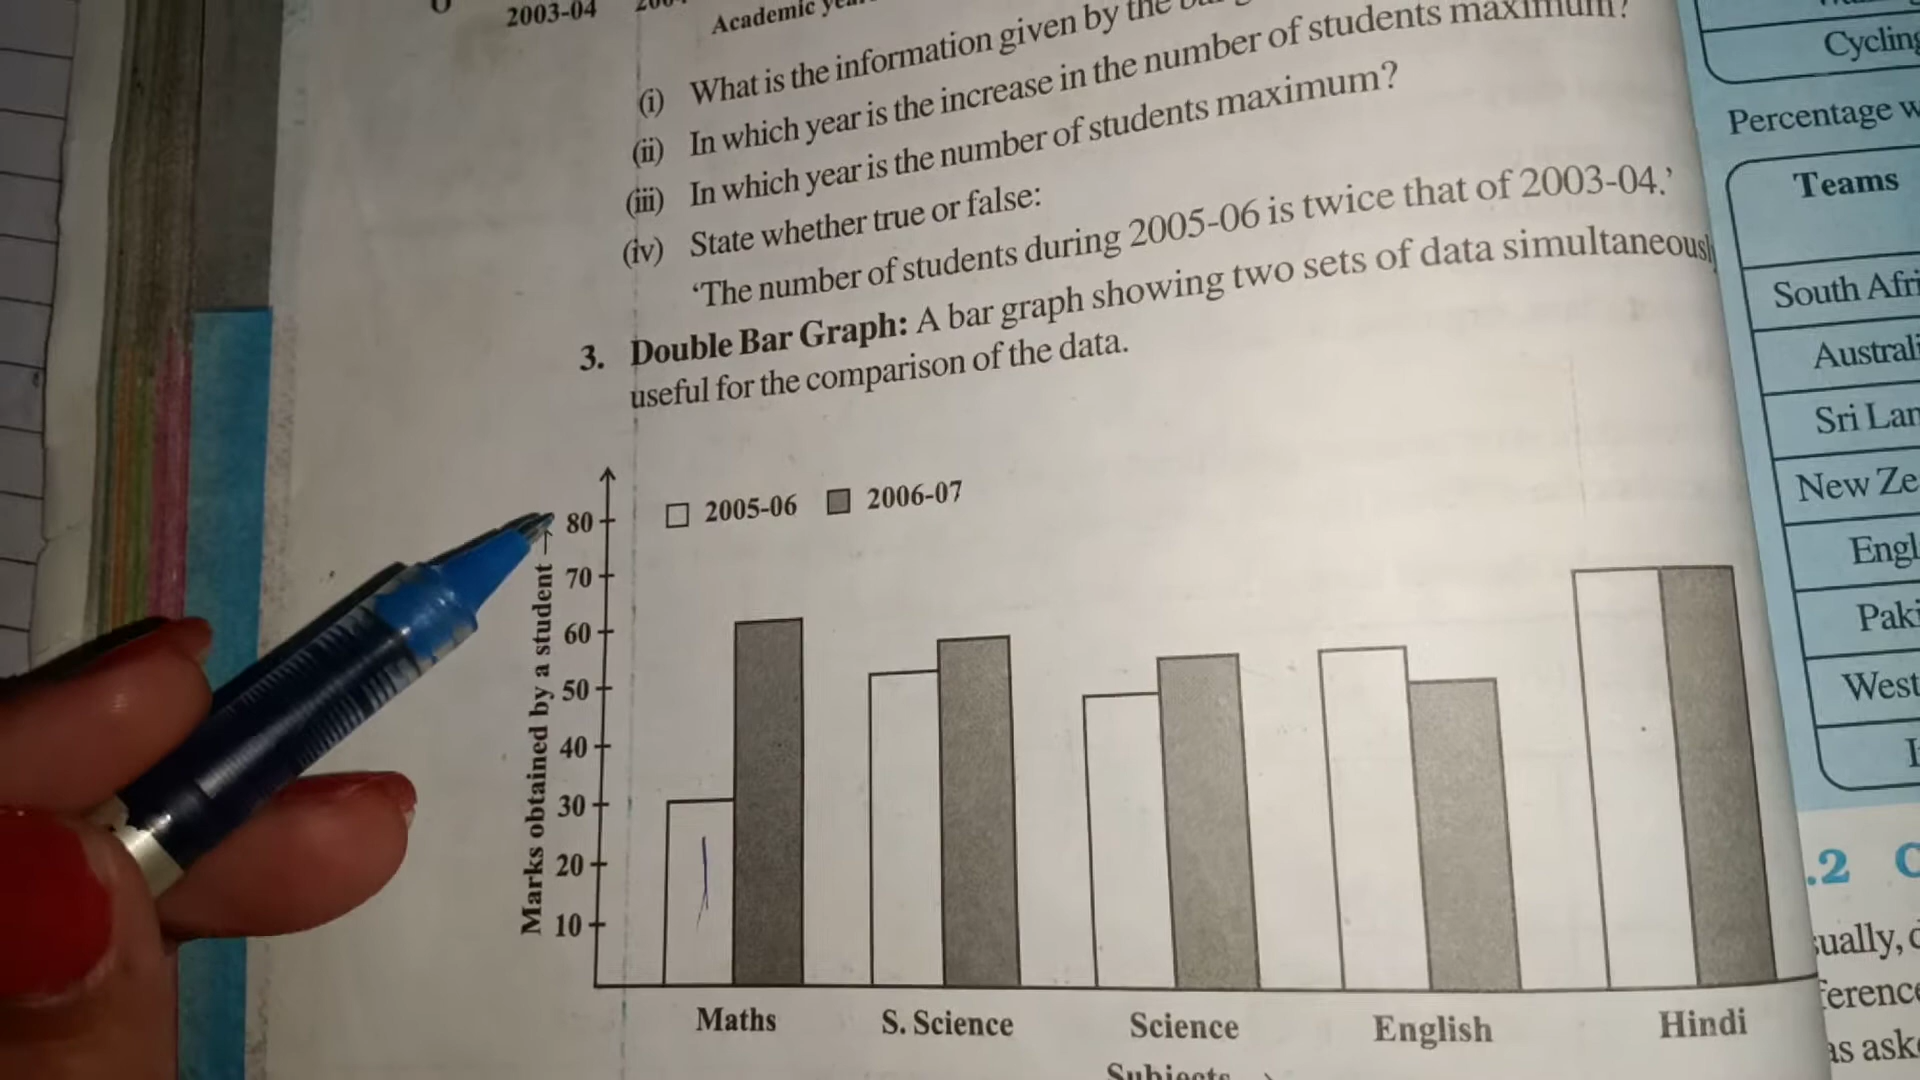 2003-04
Academic
(i) What is the information given by the
(ii) In which year is the increase in the number of students maximum?
(iii) In which year is the number of students maximum?
(iv) State whether true or false:
‘The number of students during 2005-06 is twice that of 2003-04.’
3. Double Bar Graph: A bar graph showing two sets of data simultaneously
useful for the comparison of the data.
2005-06 2006-07
Marks obtained by a student →
80
70
60
50
40
30
20
10
Maths S. Science Science English Hindi
Subjects
Cycling
Percentage
Teams
South Afri
Australi
Sri Lan
New Ze
Engl
Paki
West
.2 C